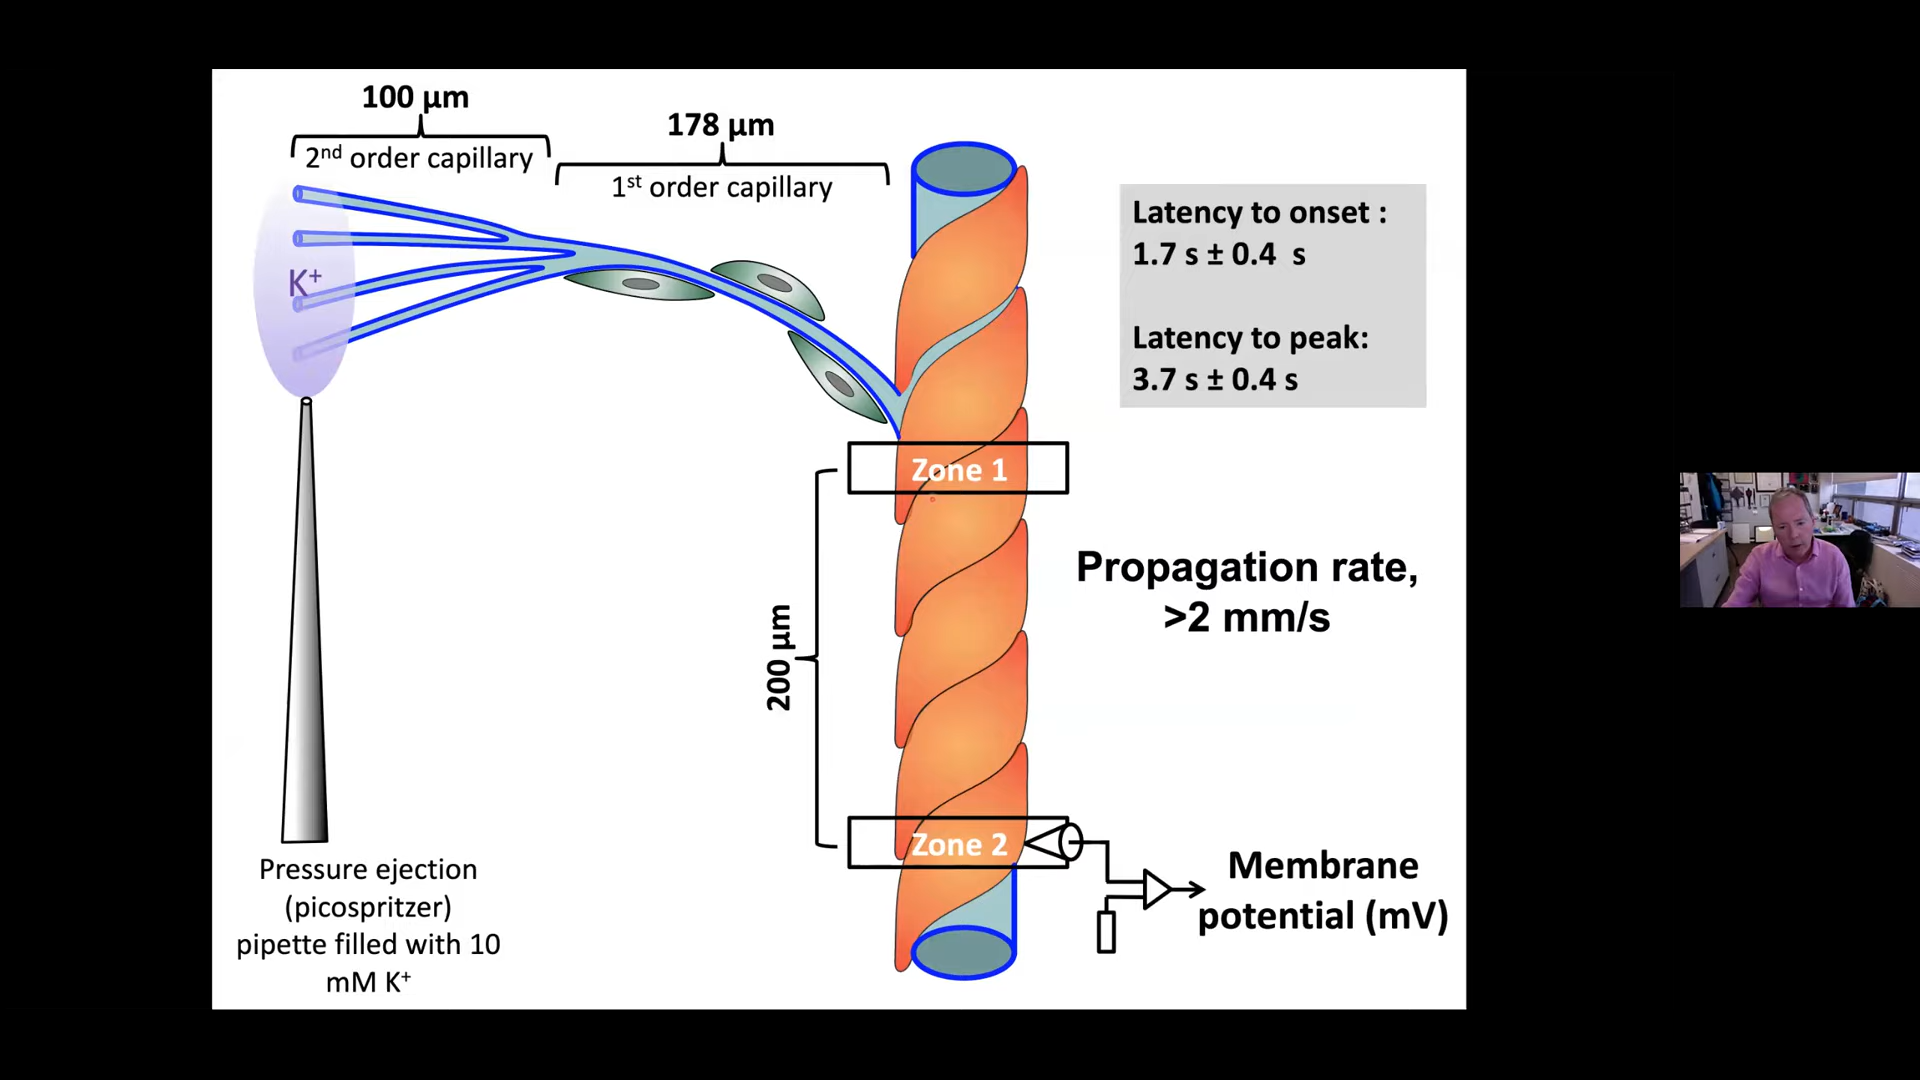 100 µm
2nd order capillary
178 µm
1st order capillary
K+
Latency to onset :
1.7 s ± 0.4 s
Latency to peak:
3.7 s ± 0.4 s
Zone 1
Propagation rate,
>2 mm/s
200 µm
Zone 2
Membrane
potential (mV)
Pressure ejection
(picospritzer)
pipette filled with 10
mM K+